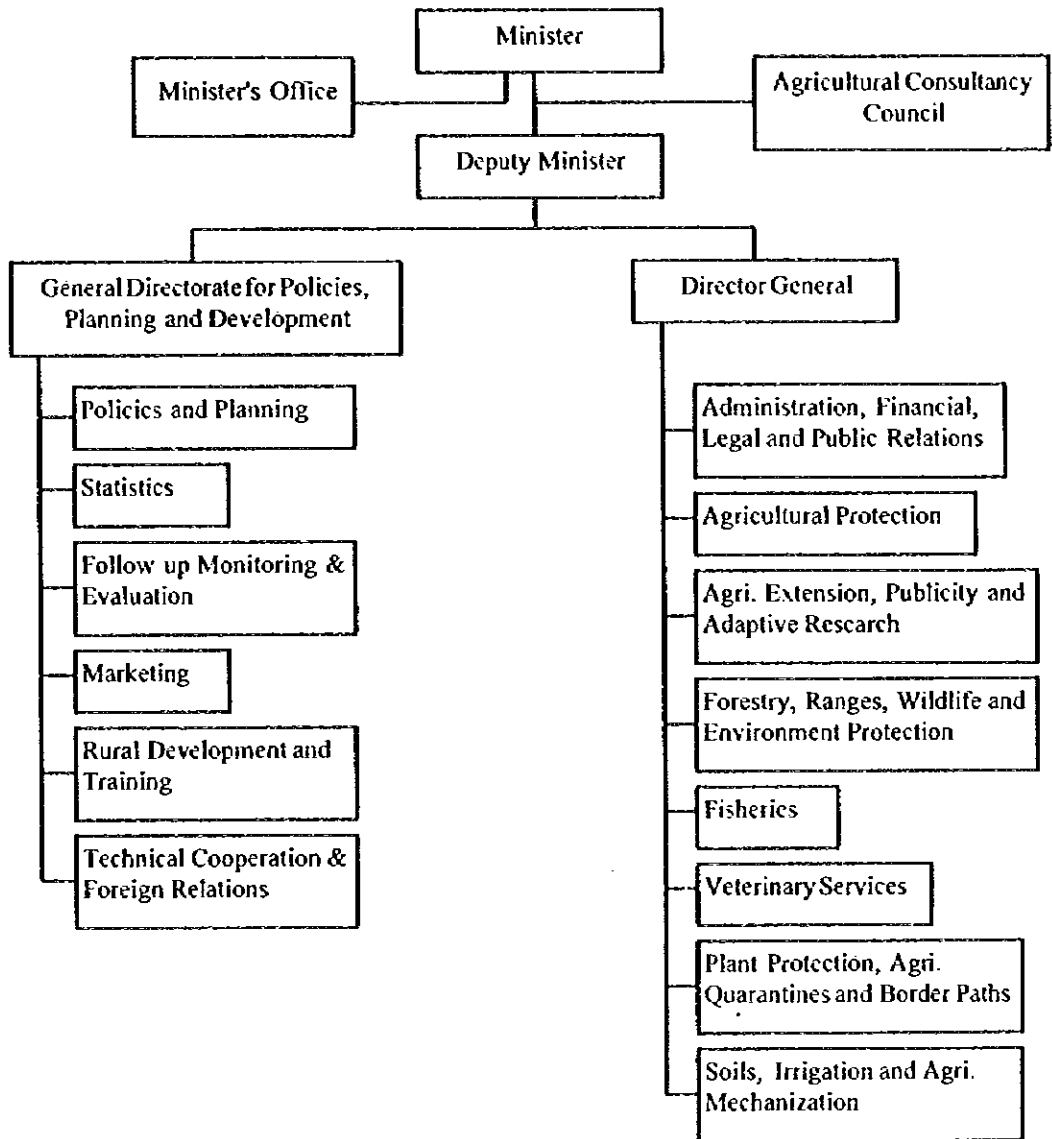 Minister
Minister's Office
Agricultural Consultancy
Council
Deputy Minister
General Directorate for Policies,
Planning and Development
Policies and Planning
Statistics
Follow up Monitoring &
Evaluation
Marketing
Rural Development and
Training
Technical Cooperation &
Foreign Relations
Director General
Administration, Financial,
Legal and Public Relations
Agricultural Protection
Agri. Extension, Publicity and
Adaptive Research
Forestry, Ranges, Wildlife and
Environment Protection
Fisheries
Veterinary Services
Plant Protection, Agri.
Quarantines and Border Paths
Soils, Irrigation and Agri.
Mechanization